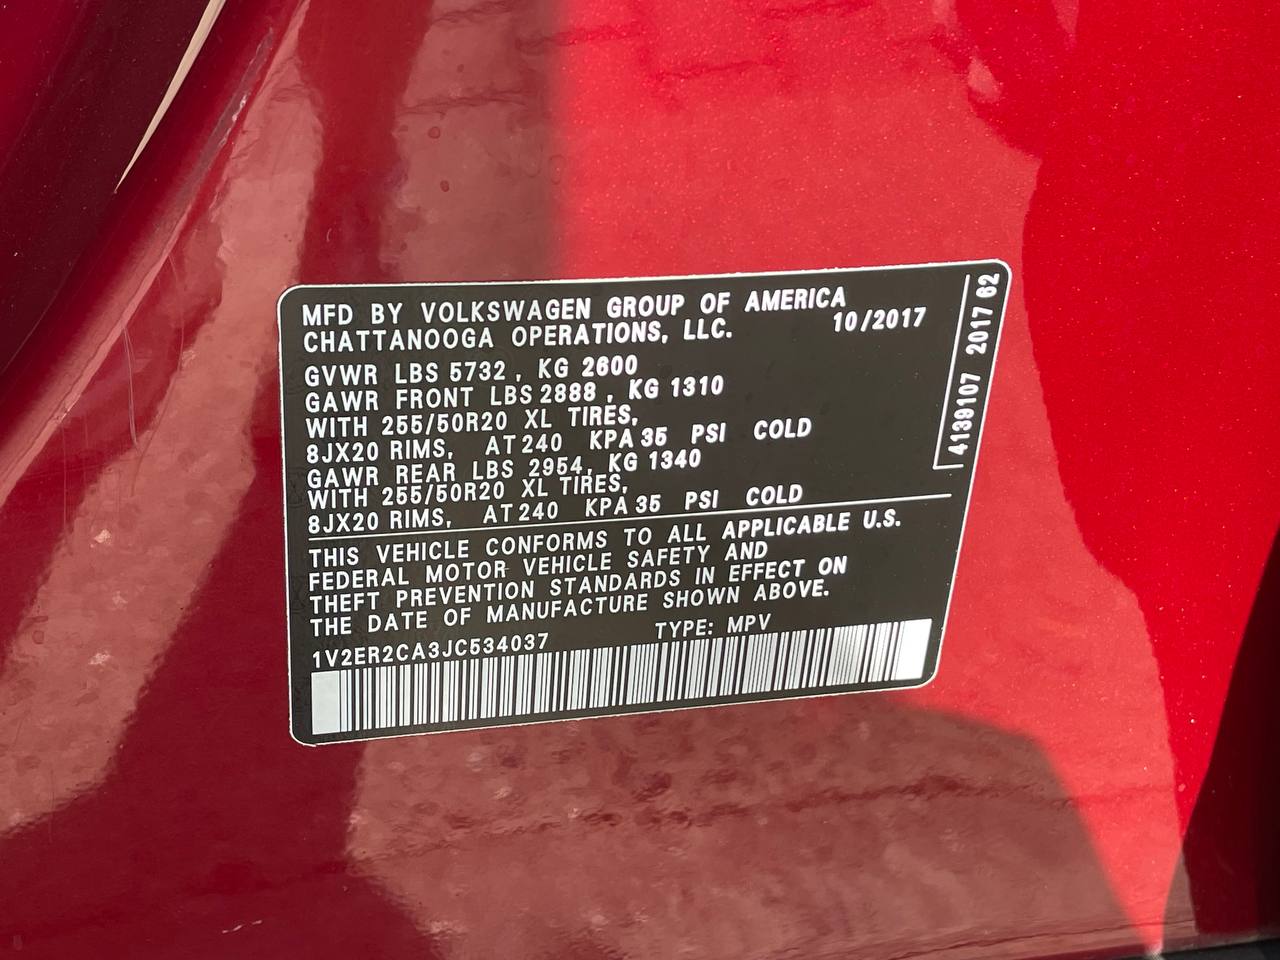 MFD BY VOLKSWAGEN GROUP OF AMERICA
CHATTANOOGA OPERATIONS, LLC. 10/2017
GVWR LBS 5732, KG 2600
GAWR FRONT LBS 2888, KG 1310
WITH 255/50R20 XL TIRES,
8JX20 RIMS, AT 240 KPA 35 PSI COLD
GAWR REAR LBS 2954, KG 1340
WITH 255/50R20 XL TIRES,
8JX20 RIMS, AT 240 KPA 35 PSI COLD
THIS VEHICLE CONFORMS TO ALL APPLICABLE U.S.
FEDERAL MOTOR VEHICLE SAFETY AND
THEFT PREVENTION STANDARDS IN EFFECT ON
THE DATE OF MANUFACTURE SHOWN ABOVE.
1V2ER2CA3JC534037 TYPE: MPV
4139107 2017 62